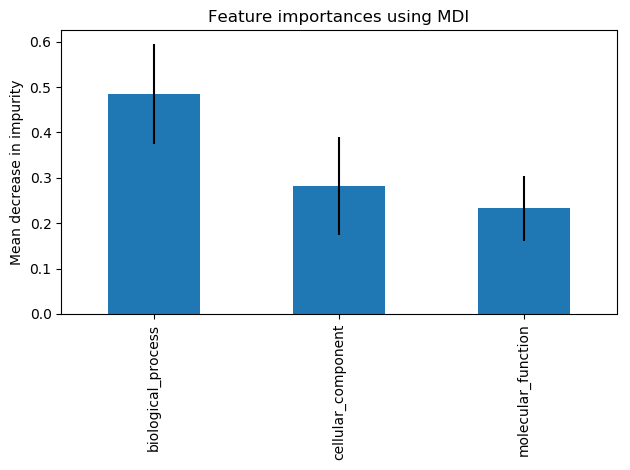 Feature importances using MDI
Mean decrease in impurity
0.6
0.5
0.4
0.3
0.2
0.1
0.0
biological_process
cellular_component
molecular_function